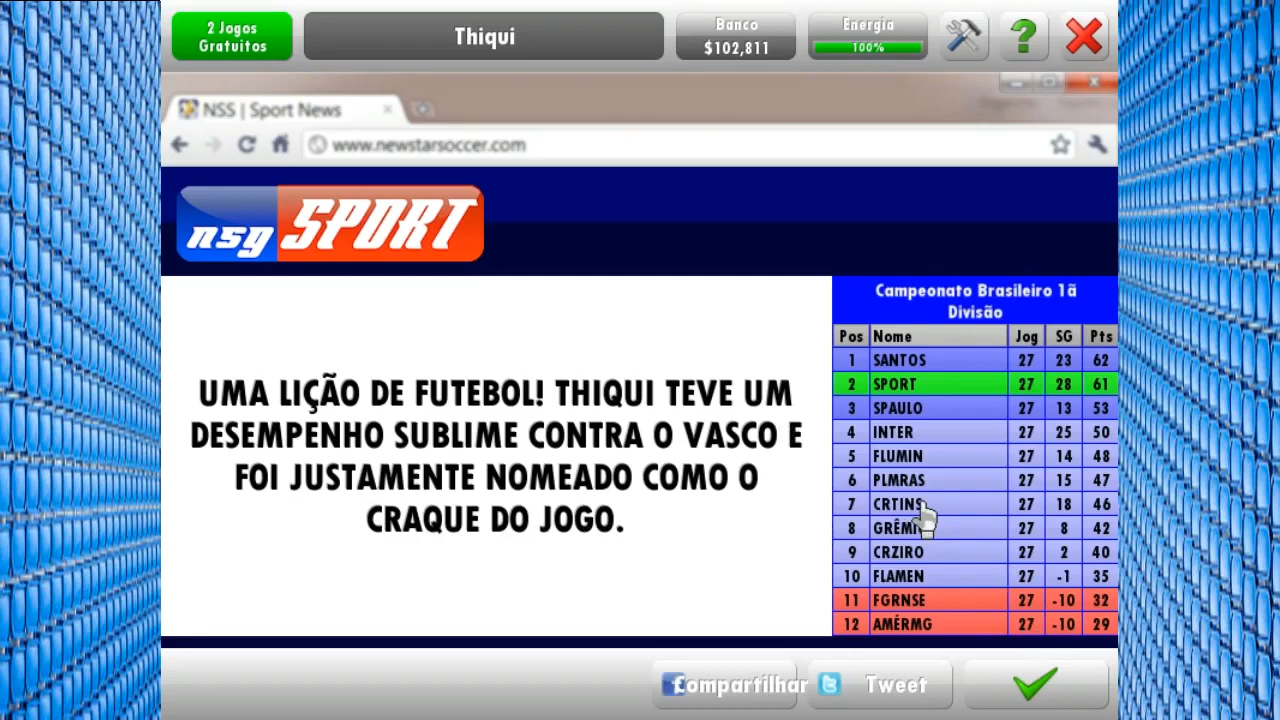 2 Jogos
Gratuitos
Thiqui
Banco
$102,811
Energia
100%
NSS | Sport News
www.newstarsoccer.com
nsg SPORT
UMA LIÇÃO DE FUTEBOL! THIQUI TEVE UM
DESEMPENHO SUBLIME CONTRA O VASCO E
FOI JUSTAMENTE NOMEADO COMO O
CRAQUE DO JOGO.
Campeonato Brasileiro 1ã
Divisão
Pos Nome Jog SG Pts
1 SANTOS 27 23 62
2 SPORT 27 28 61
3 SPAULO 27 13 53
4 INTER 27 25 50
5 FLUMIN 27 14 48
6 PLMRAS 27 15 47
7 CRTINS 27 18 46
8 GRÊMI 27 8 42
9 CRZIRO 27 2 40
10 FLAMEN 27 -1 35
11 FGRNSE 27 -10 32
12 AMÉRMG 27 -10 29
Compartilhar
Tweet